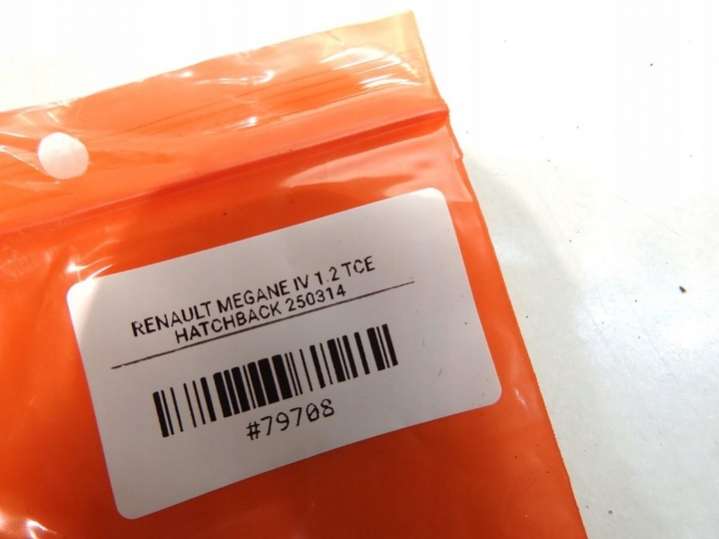 RENAULT MEGANE IV 1.2 TCE
HATCHBACK 250314
#79708